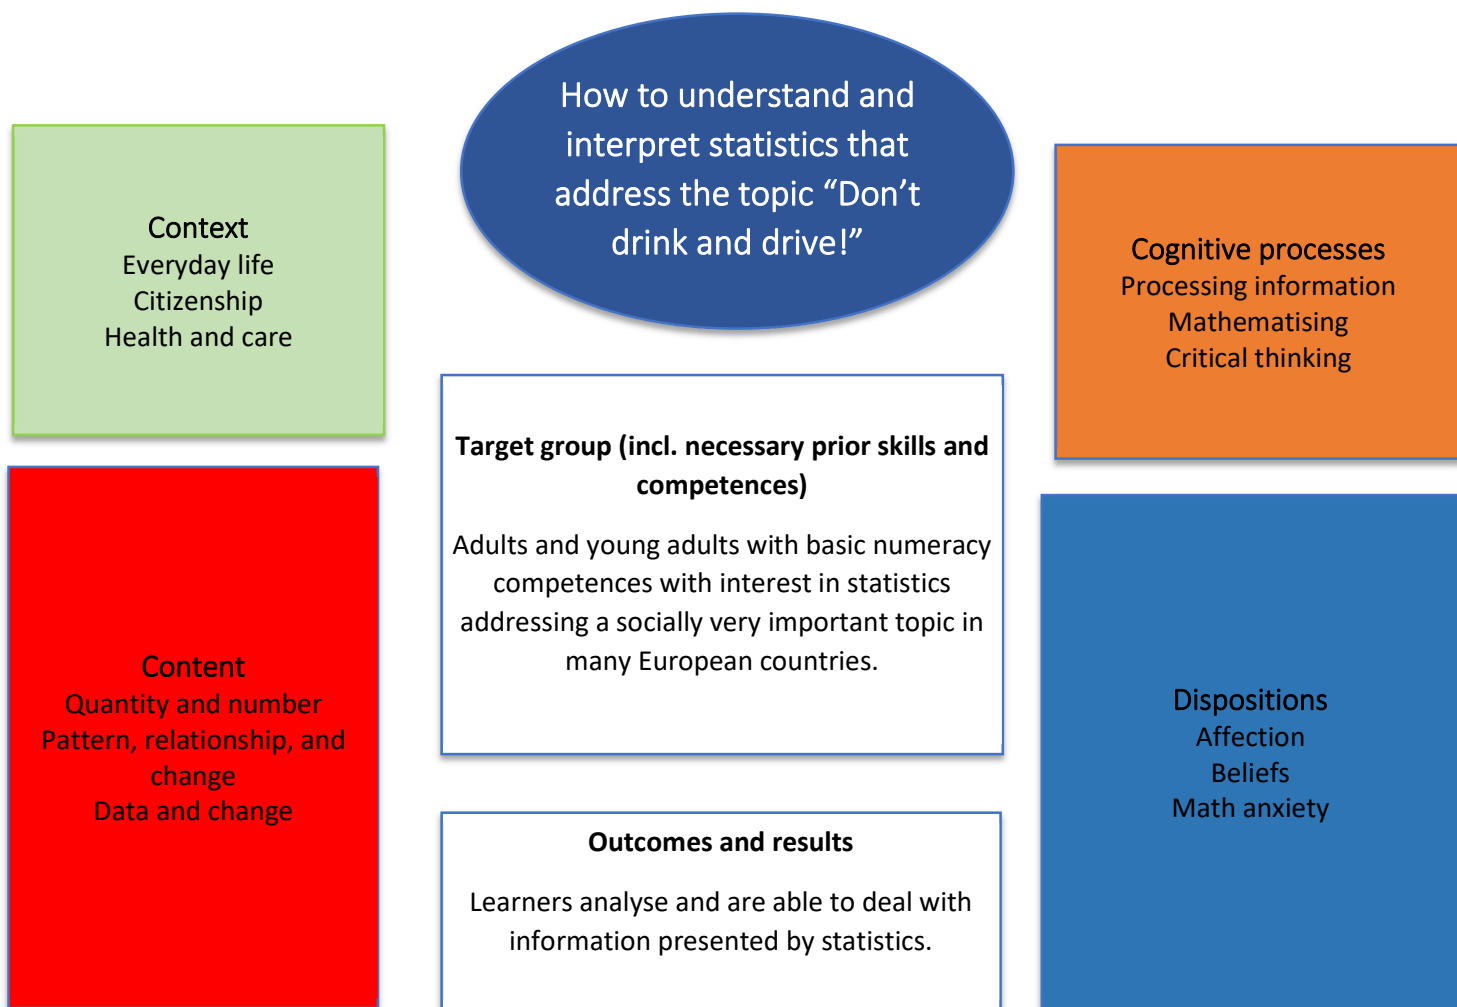 How to understand and
interpret statistics that
address the topic “Don’t
drink and drive!”
Context
Everyday life
Citizenship
Health and care
Cognitive processes
Processing information
Mathematising
Critical thinking
Target group (incl. necessary prior skills and
competences)
Adults and young adults with basic numeracy
competences with interest in statistics
addressing a socially very important topic in
many European countries.
Content
Quantity and number
Pattern, relationship, and
change
Data and change
Dispositions
Affection
Beliefs
Math anxiety
Outcomes and results
Learners analyse and are able to deal with
information presented by statistics.